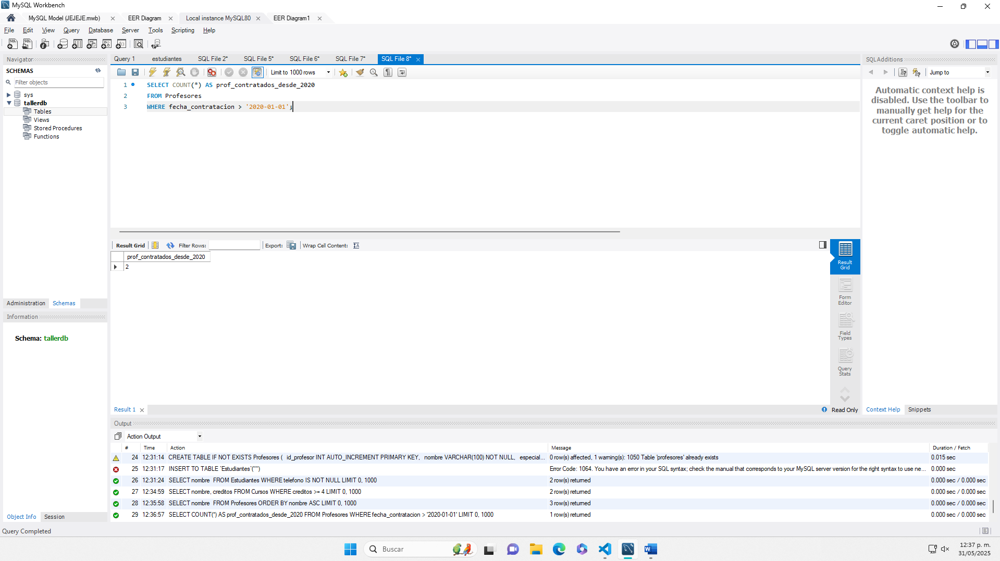 MySQL Workbench
MySQL Model (JEJEJE.mwb)
EER Diagram
Local instance MySQL80
EER Diagram1
File Edit View Query Database Server Tools Scripting Help
Navigator
SCHEMAS
Filter objects
sys
tallerdb
Tables
Views
Stored Procedures
Functions
Administration Schemas
Information
Schema: tallerdb
Object Info Session
Query 1 estudiantes SQL File 2* SQL File 5* SQL File 6* SQL File 7* SQL File 8*
Limit to 1000 rows
1 SELECT COUNT(*) AS prof_contratados_desde_2020
2 FROM Profesores
3 WHERE fecha_contratacion > '2020-01-01';
Result Grid Filter Rows: Export: Wrap Cell Content:
prof_contratados_desde_2020
2
Result Grid
Form Editor
Field Types
Query Stats
Result 1
Read Only
SQLAdditions
Jump to
Automatic context help is
disabled. Use the toolbar to
manually get help for the
current caret position or to
toggle automatic help.
Context Help Snippets
Output
Action Output
# Time Action Message Duration / Fetch
24 12:31:14 CREATE TABLE IF NOT EXISTS Profesores ( id_profesor INT AUTO_INCREMENT PRIMARY KEY, nombre VARCHAR(100) NOT NULL, especial... 0 row(s) affected, 1 warning(s): 1050 Table 'profesores' already exists 0.015 sec
25 12:31:17 INSERT TO TABLE `Estudiantes`("") Error Code: 1064. You have an error in your SQL syntax; check the manual that corresponds to your MySQL server version for the right syntax to use ne... 0.000 sec
26 12:31:24 SELECT nombre FROM Estudiantes WHERE telefono IS NOT NULL LIMIT 0, 1000 2 row(s) returned 0.000 sec / 0.000 sec
27 12:34:59 SELECT nombre, creditos FROM Cursos WHERE creditos >= 4 LIMIT 0, 1000 2 row(s) returned 0.000 sec / 0.000 sec
28 12:35:58 SELECT nombre FROM Profesores ORDER BY nombre ASC LIMIT 0, 1000 3 row(s) returned 0.000 sec / 0.000 sec
29 12:36:57 SELECT COUNT(*) AS prof_contratados_desde_2020 FROM Profesores WHERE fecha_contratacion > '2020-01-01' LIMIT 0, 1000 1 row(s) returned 0.000 sec / 0.000 sec
Query Completed
Buscar
12:37 p. m.
31/05/2025